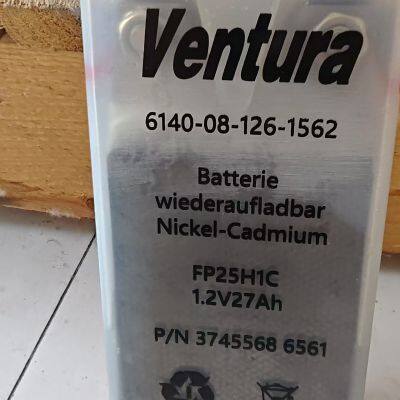 Ventura
6140-08-126-1562
Batterie
wiederaufladbar
Nickel-Cadmium
FP25H1C
1.2V27Ah
P/N 3745568 6561